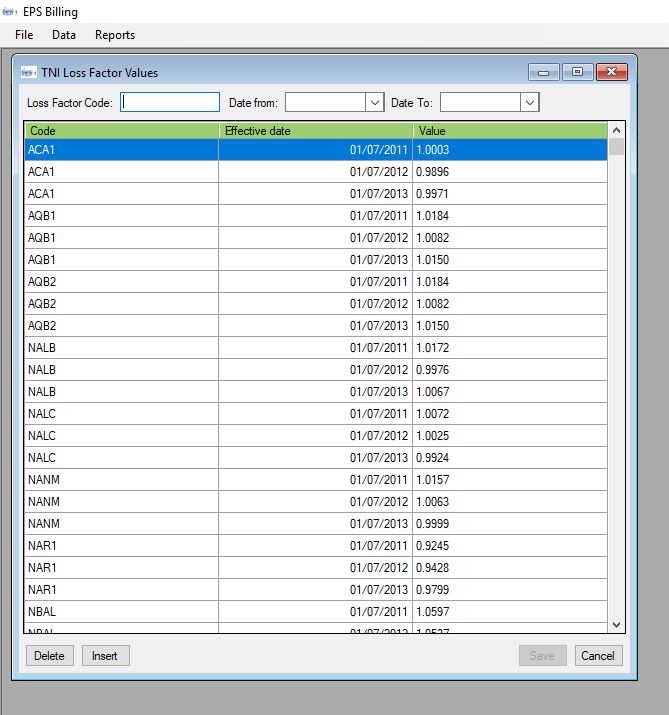 EPS Billing
File Data Reports
TNI Loss Factor Values
Loss Factor Code: Date from: Date To:
Code Effective date Value
ACA1 01/07/2011 1.0003
ACA1 01/07/2012 0.9896
ACA1 01/07/2013 0.9971
AQB1 01/07/2011 1.0184
AQB1 01/07/2012 1.0082
AQB1 01/07/2013 1.0150
AQB2 01/07/2011 1.0184
AQB2 01/07/2012 1.0082
AQB2 01/07/2013 1.0150
NALB 01/07/2011 1.0172
NALB 01/07/2012 0.9976
NALB 01/07/2013 1.0067
NALC 01/07/2011 1.0072
NALC 01/07/2012 1.0025
NALC 01/07/2013 0.9924
NANM 01/07/2011 1.0157
NANM 01/07/2012 1.0063
NANM 01/07/2013 0.9999
NAR1 01/07/2011 0.9245
NAR1 01/07/2012 0.9428
NAR1 01/07/2013 0.9799
NBAL 01/07/2011 1.0597
NBAL 01/07/2012
Delete Insert Save Cancel